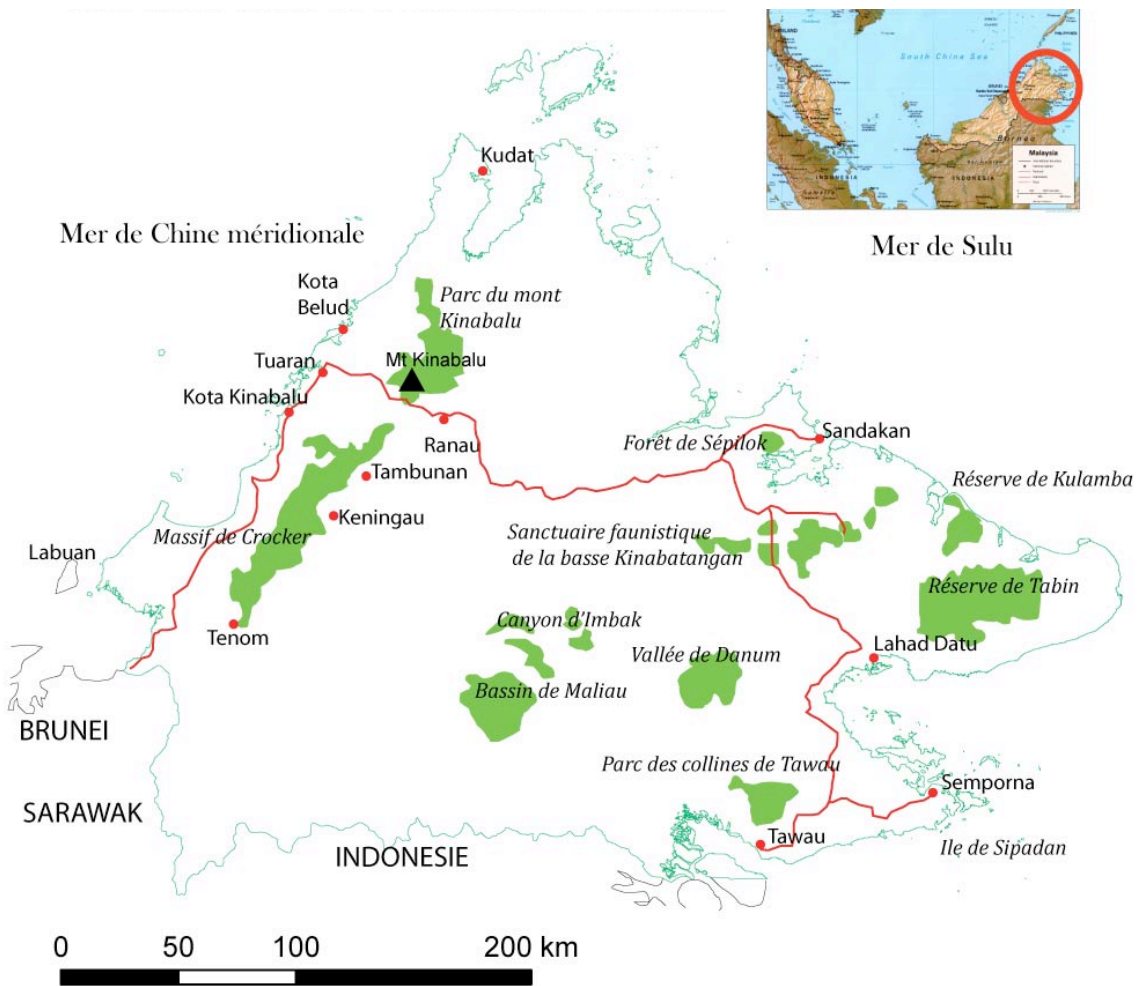 THAILAND
PHILIPPINES
South China Sea
BRUNEI
Borneo
Malaysia
INDONESIA
INDONESIA
Kudat
Mer de Chine méridionale
Mer de Sulu
Kota
Belud
Parc du mont
Kinabalu
Tuaran
Mt Kinabalu
Kota Kinabalu
Ranau
Forêt de Sépilok
Sandakan
Tambunan
Réserve de Kulamba
Keningau
Massif de Crocker
Sanctuaire faunistique
de la basse Kinabatangan
Labuan
Réserve de Tabin
Canyon d'Imbak
Tenom
Lahad Datu
Vallée de Danum
Bassin de Maliau
BRUNEI
Parc des collines de Tawau
Semporna
SARAWAK
Tawau
Ile de Sipadan
INDONESIE
0 50 100 200 km